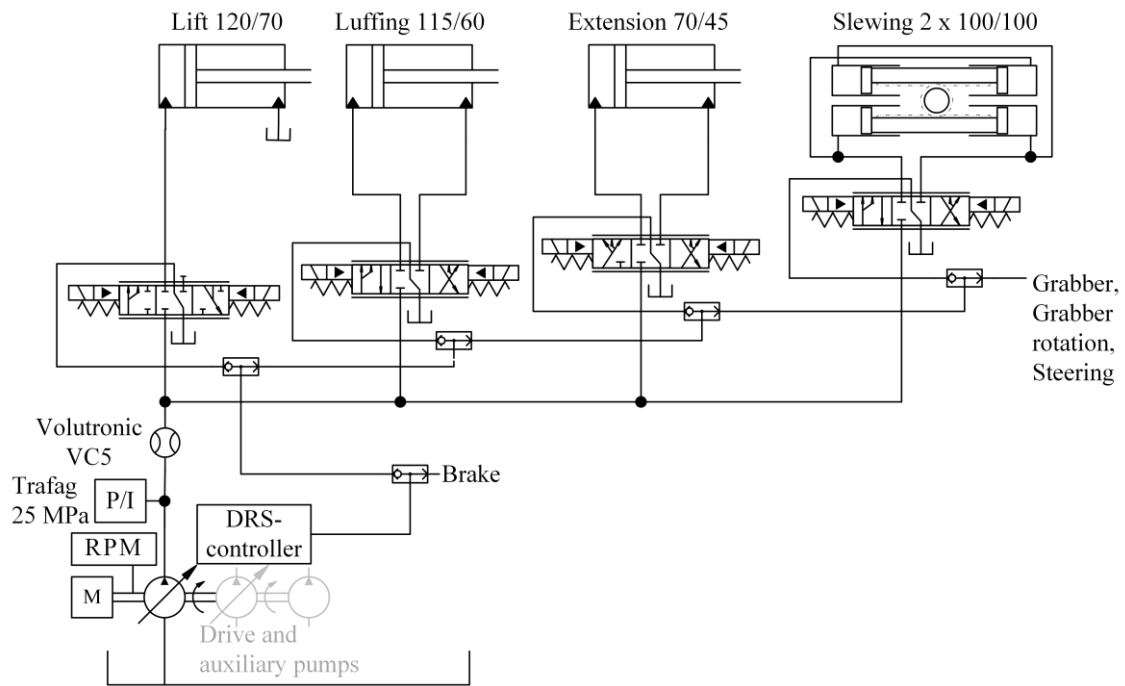 Lift 120/70
Luffing 115/60
Extension 70/45
Slewing 2 x 100/100
Grabber,
Grabber
rotation,
Steering
Volutronic
VC5
Brake
Trafag
25 MPa
P/I
DRS-
controller
RPM
M
Drive and
auxiliary pumps